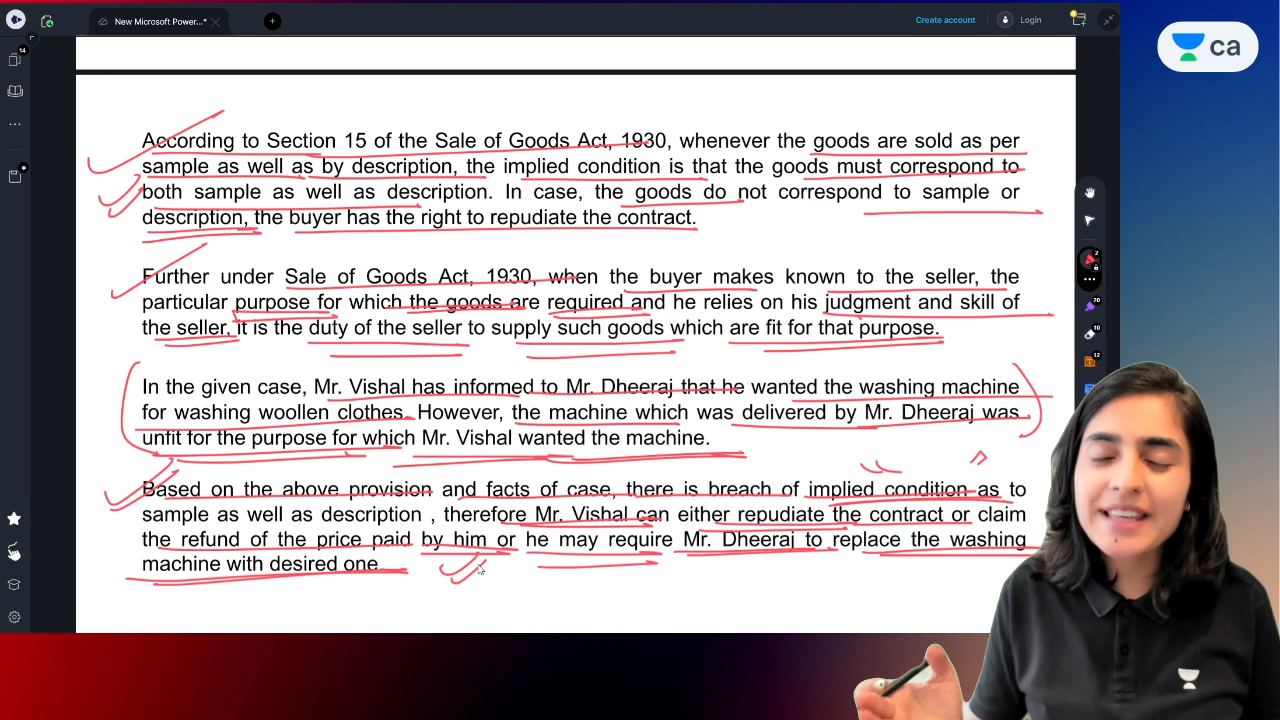 New Microsoft Power...*
Create account
Login
14
ca
According to Section 15 of the Sale of Goods Act, 1930, whenever the goods are sold as per
sample as well as by description, the implied condition is that the goods must correspond to
both sample as well as description. In case, the goods do not correspond to sample or
description, the buyer has the right to repudiate the contract.
Further under Sale of Goods Act, 1930, when the buyer makes known to the seller, the
particular purpose for which the goods are required and he relies on his judgment and skill of
the seller, it is the duty of the seller to supply such goods which are fit for that purpose.
In the given case, Mr. Vishal has informed to Mr. Dheeraj that he wanted the washing machine
for washing woollen clothes. However, the machine which was delivered by Mr. Dheeraj was
unfit for the purpose for which Mr. Vishal wanted the machine.
Based on the above provision and facts of case, there is breach of implied condition as to
sample as well as description , therefore Mr. Vishal can either repudiate the contract or claim
the refund of the price paid by him or he may require Mr. Dheeraj to replace the washing
machine with desired one.
2
20
10
12